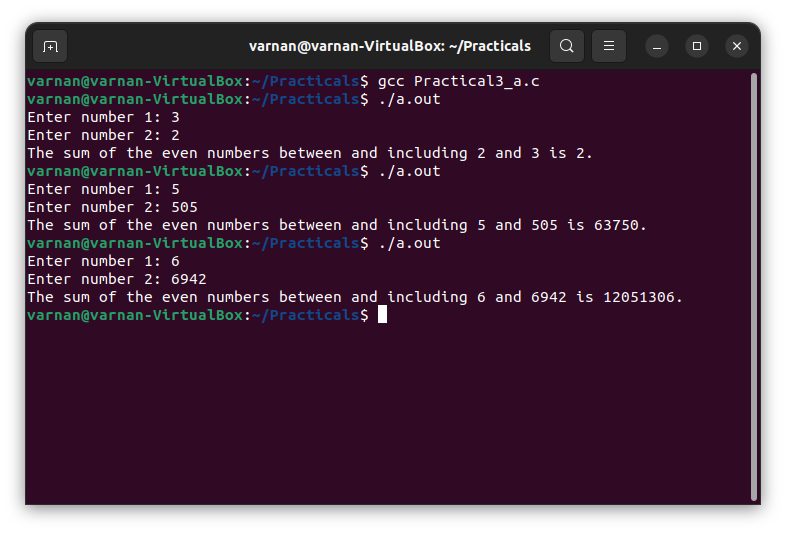 varnan@varnan-VirtualBox: ~/Practicals
varnan@varnan-VirtualBox:~/Practicals$ gcc Practical3_a.c
varnan@varnan-VirtualBox:~/Practicals$ ./a.out
Enter number 1: 3
Enter number 2: 2
The sum of the even numbers between and including 2 and 3 is 2.
varnan@varnan-VirtualBox:~/Practicals$ ./a.out
Enter number 1: 5
Enter number 2: 505
The sum of the even numbers between and including 5 and 505 is 63750.
varnan@varnan-VirtualBox:~/Practicals$ ./a.out
Enter number 1: 6
Enter number 2: 6942
The sum of the even numbers between and including 6 and 6942 is 12051306.
varnan@varnan-VirtualBox:~/Practicals$